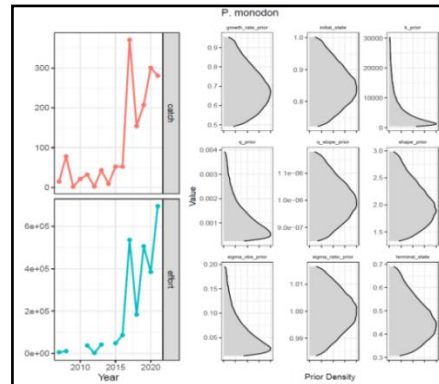 P. monodon
growth_rate_prior
initial_state
k_prior
0.9
0.8
0.7
0.6
0.5
1.0
0.9
0.8
30000
20000
10000
0
300
200
100
0
catch
q_prior
q_slope_prior
shape_prior
0.004
0.003
0.002
0.001
1.1e-06
1.0e-06
9.0e-07
3.0
2.5
2.0
1.5
Value
6e+05
4e+05
2e+05
0e+00
effort
sigma_ratio_prior
terminal_state
0.20
0.15
0.10
0.05
1.01
1.00
0.99
0.7
0.6
0.5
0.4
0.3
2010
2015
2020
Year
Prior Density